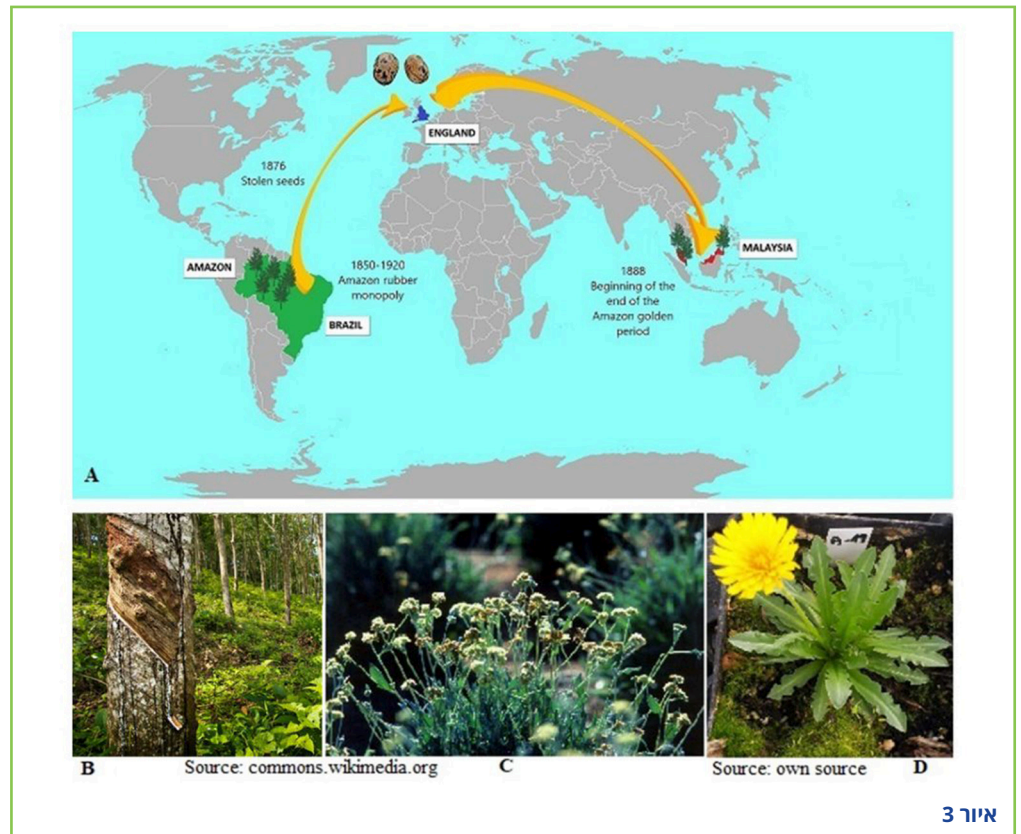 ENGLAND
1876
Stolen seeds
AMAZON
1850-1920
Amazon rubber
monopoly
BRAZIL
MALAYSIA
1888
Beginning of the
end of the
Amazon golden
period
A
B
Source: commons.wikimedia.org
C
Source: own source
D
איור 3